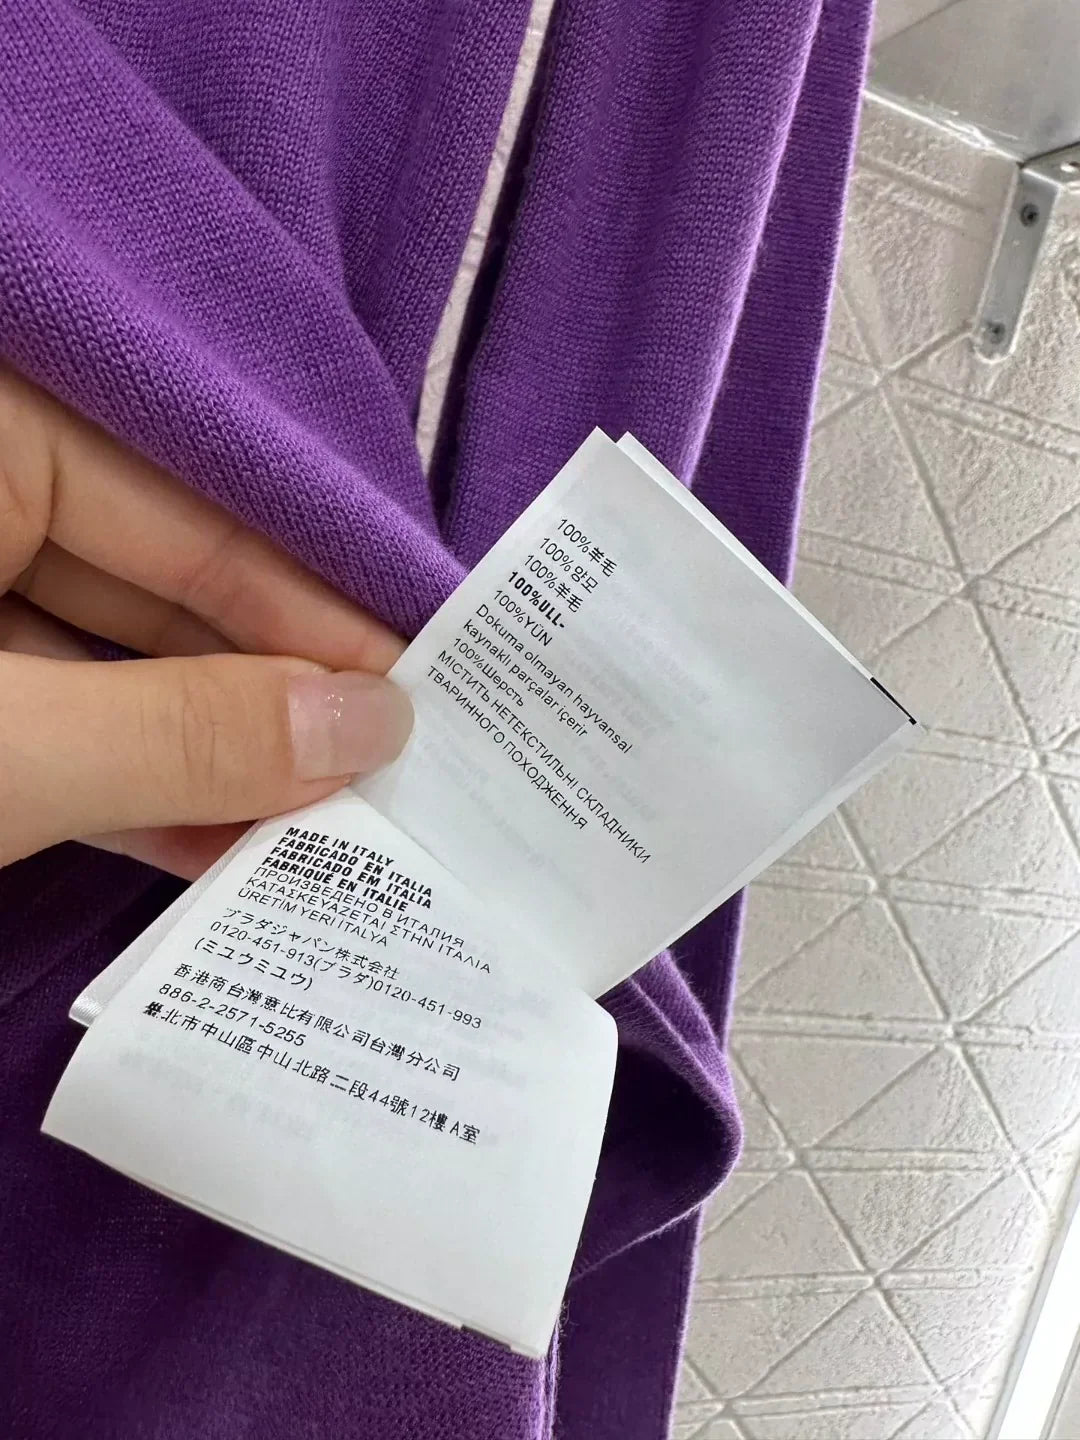 100%羊毛
100%양모
100%羊毛
100%ULL-
100%YÜN
Dokuma olmayan hayvansal
kaynaklı parçalar içerir
100%Шерсть
МІСТИТЬ НЕТЕКСТИЛЬНІ СКЛАДНИКИ
ТВАРИННОГО ПОХОДЖЕННЯ
MADE IN ITALY
FABRICADO EN ITALIA
FABRICADO EM ITALIA
FABRIQUÉ EN ITALIE
ПРОИЗВЕДЕНО В ИТАЛИЯ
ΚΑΤΑΣΚΕΥΑΖΕΤΑΙ ΣΤΗΝ ΙΤΑΛΙΑ
ÜRETİM YERİ İTALYA
プラダジャパン株式会社
0120-451-913(プラダ)0120-451-993
(ミユウミユウ)
香港商台灣意比有限公司台灣分公司
886-2-2571-5255
北市中山區中山北路二段44號12樓A室